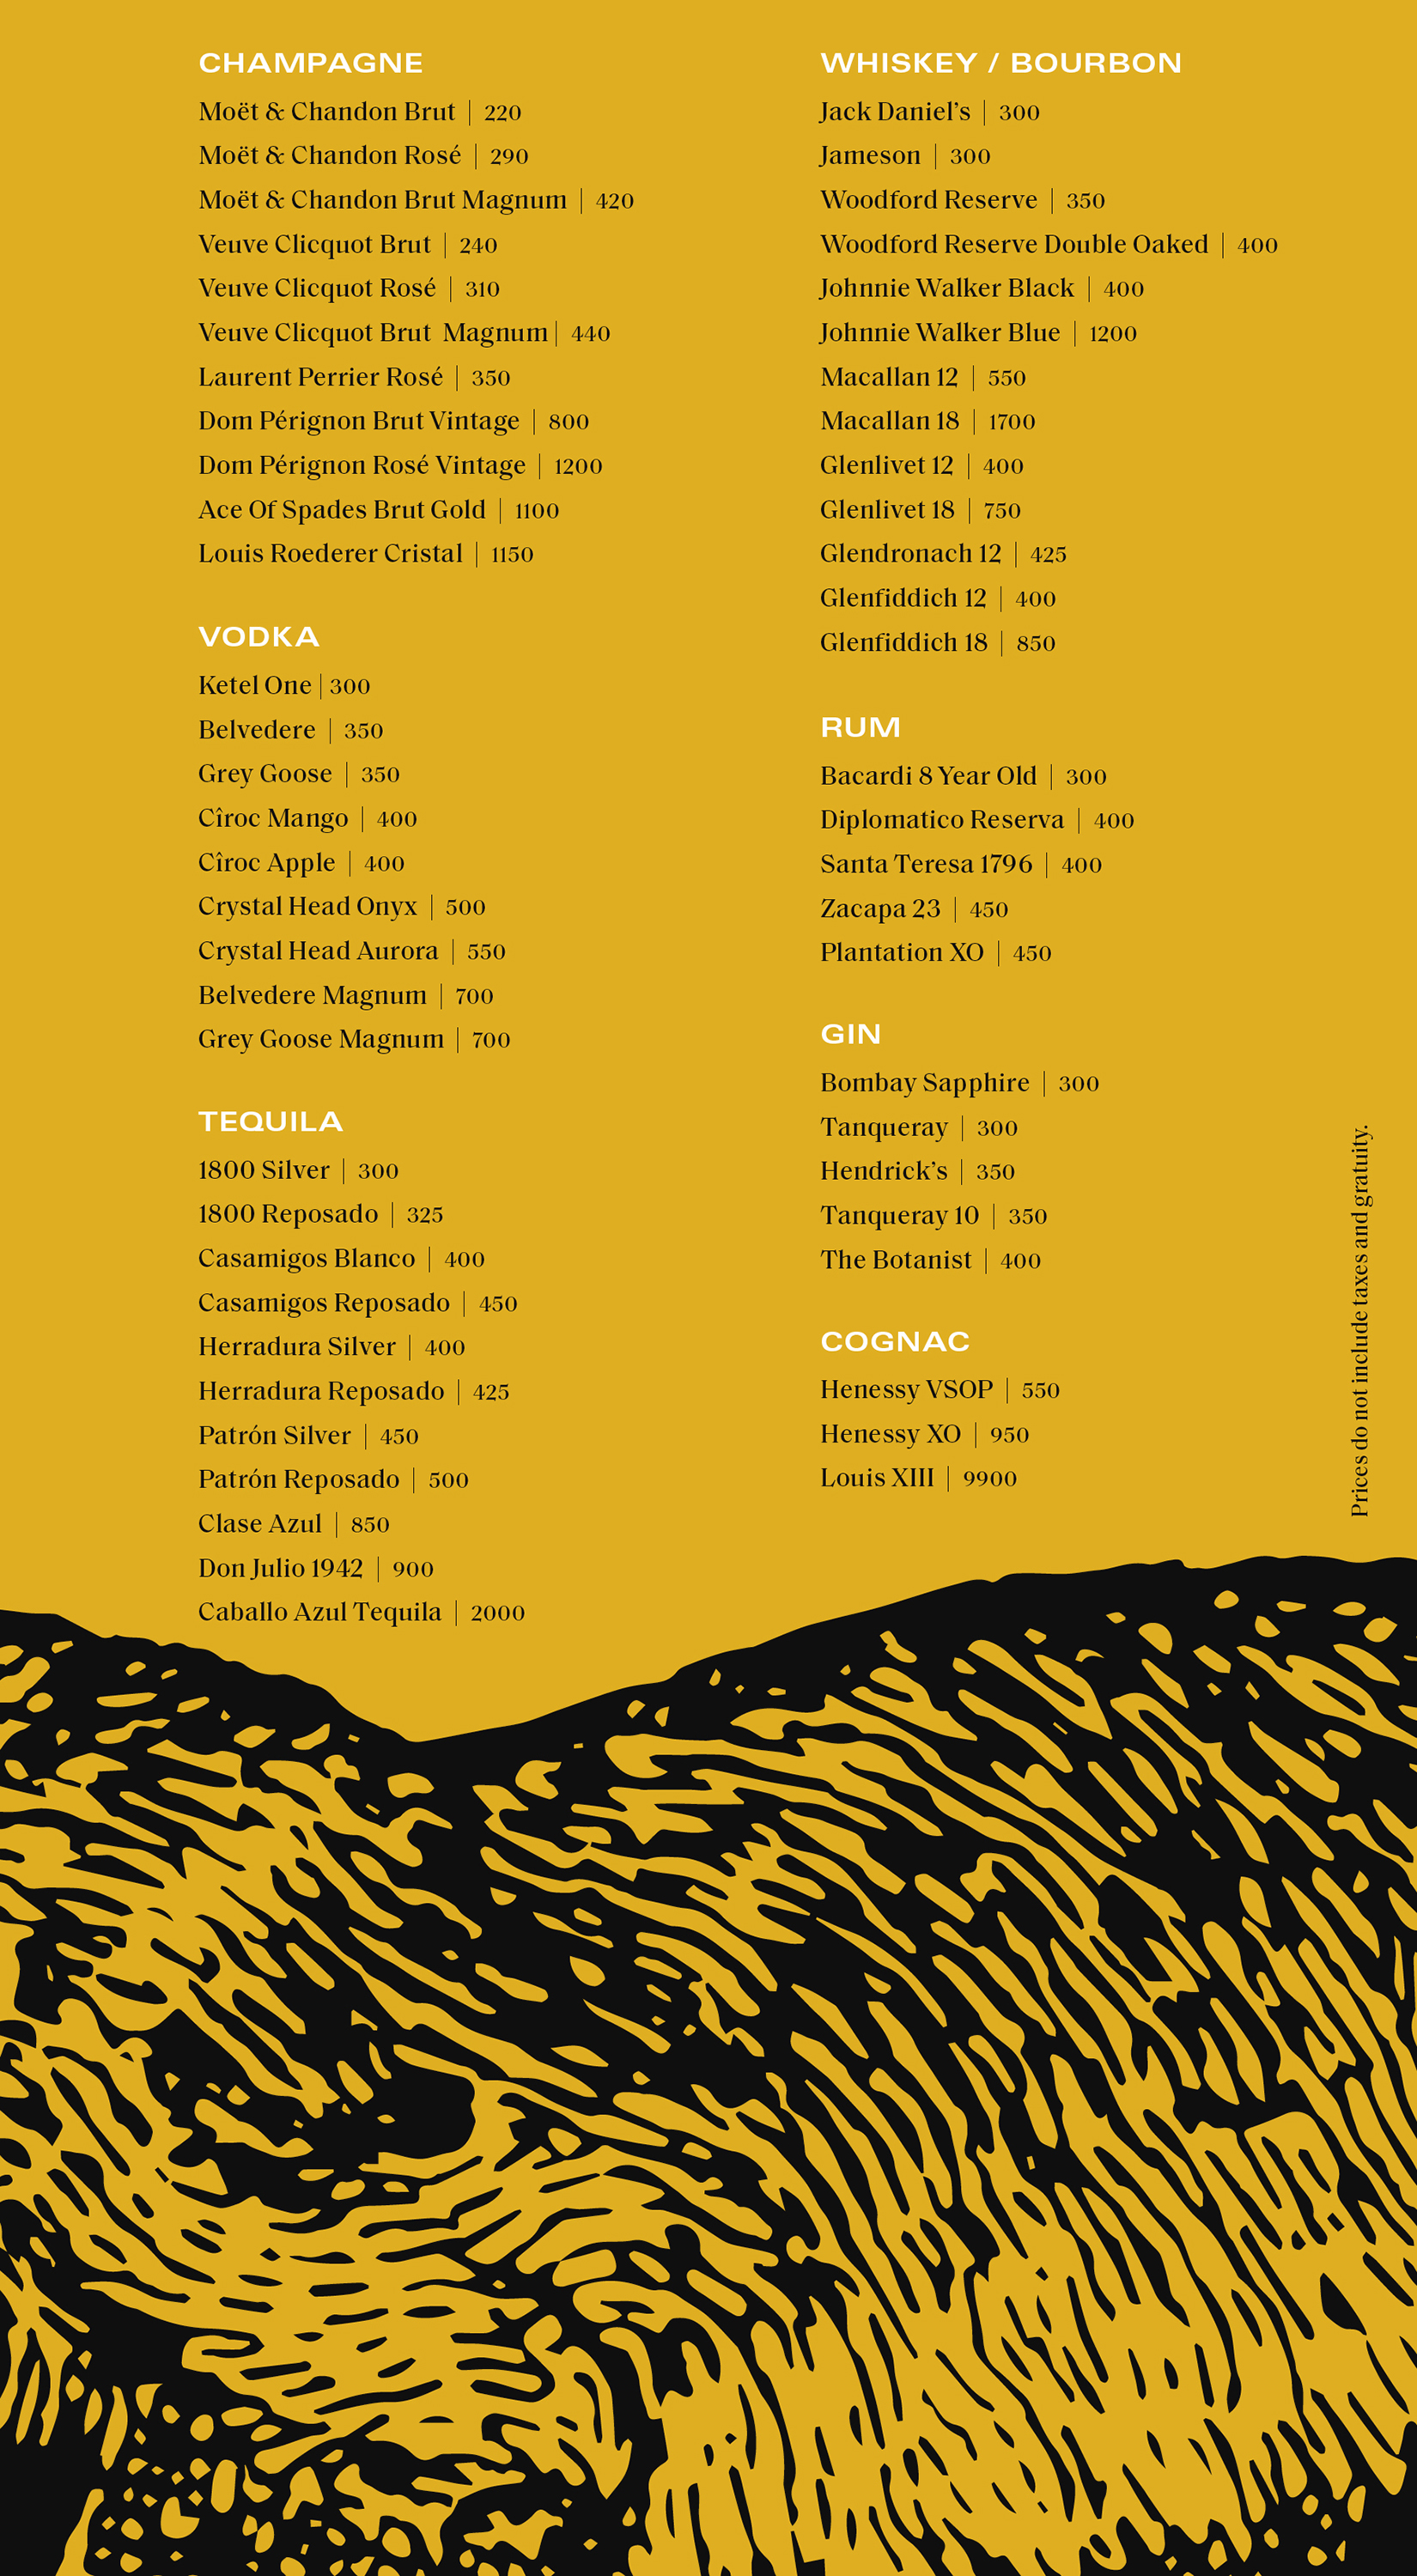 CHAMPAGNE
Moët & Chandon Brut | 220
Moët & Chandon Rosé | 290
Moët & Chandon Brut Magnum | 420
Veuve Clicquot Brut | 240
Veuve Clicquot Rosé | 310
Veuve Clicquot Brut  Magnum | 440
Laurent Perrier Rosé | 350
Dom Pérignon Brut Vintage | 800
Dom Pérignon Rosé Vintage | 1200
Ace Of Spades Brut Gold | 1100
Louis Roederer Cristal | 1150
VODKA
Ketel One | 300
Belvedere | 350
Grey Goose | 350
Cîroc Mango | 400
Cîroc Apple | 400
Crystal Head Onyx | 500
Crystal Head Aurora | 550
Belvedere Magnum | 700
Grey Goose Magnum | 700
TEQUILA
1800 Silver | 300
1800 Reposado | 325
Casamigos Blanco | 400
Casamigos Reposado | 450
Herradura Silver | 400
Herradura Reposado | 425
Patrón Silver | 450
Patrón Reposado | 500
Clase Azul | 850
Don Julio 1942 | 900
Caballo Azul Tequila | 2000
WHISKEY / BOURBON
Jack Daniel’s | 300
Jameson | 300
Woodford Reserve | 350
Woodford Reserve Double Oaked | 400
Johnnie Walker Black | 400
Johnnie Walker Blue | 1200
Macallan 12 | 550
Macallan 18 | 1700
Glenlivet 12 | 400
Glenlivet 18 | 750
Glendronach 12 | 425
Glenfiddich 12 | 400
Glenfiddich 18 | 850
RUM
Bacardi 8 Year Old | 300
Diplomatico Reserva | 400
Santa Teresa 1796 | 400
Zacapa 23 | 450
Plantation XO | 450
GIN
Bombay Sapphire | 300
Tanqueray | 300
Hendrick’s | 350
Tanqueray 10 | 350
The Botanist | 400
COGNAC
Henessy VSOP | 550
Henessy XO | 950
Louis XIII | 9900
Prices do not include taxes and gratuity.